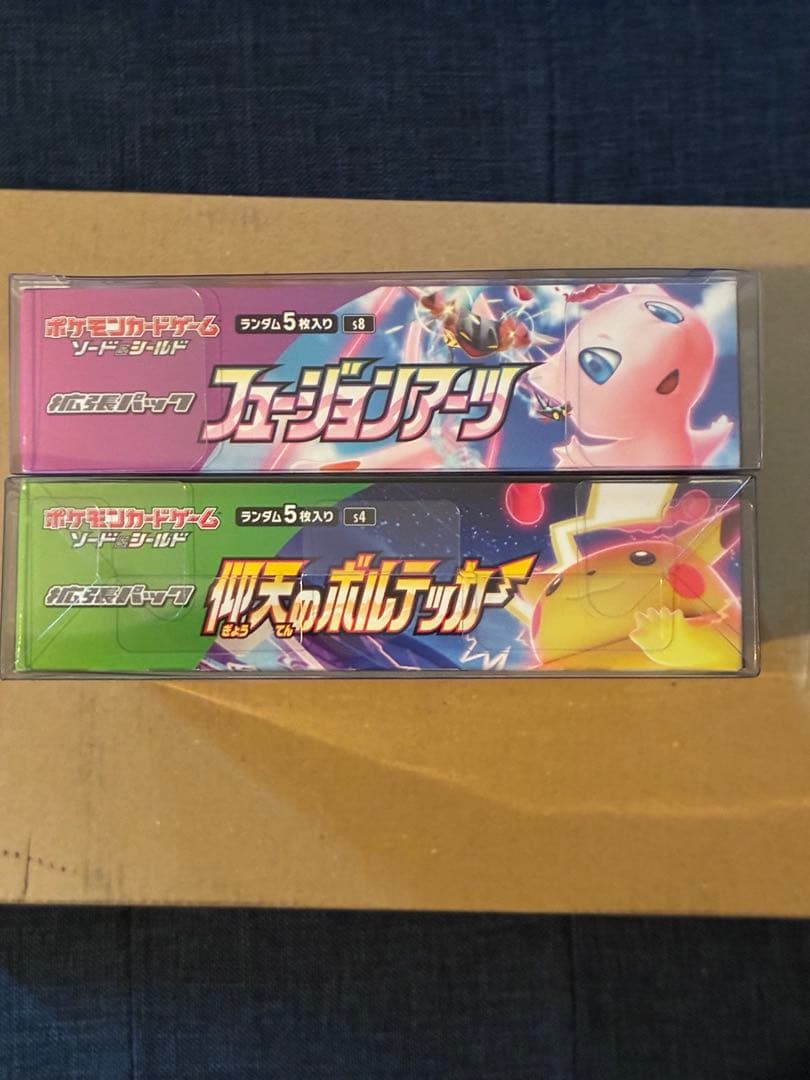 ポケモンカードゲーム
ソード&シールド
ランダム5枚入り
s8
拡張パック
フュージョンアーツ
ポケモンカードゲーム
ソード&シールド
ランダム5枚入り
s4
拡張パック
仰天のボルテッカー
ぎょうてん